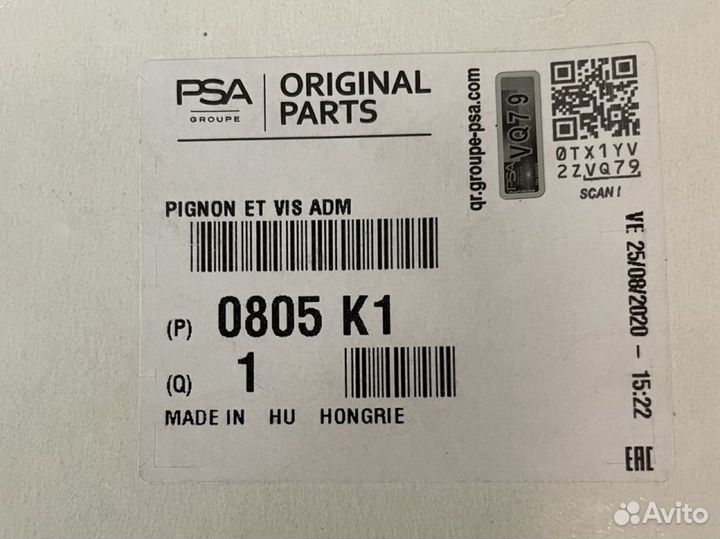 PSA
GROUPE
ORIGINAL
PARTS
qr.groupe-psa.com
PSA VQ79
0TX1YV
2ZVQ79
SCAN!
PIGNON ET VIS ADM
(P) 0805 K1
(Q) 1
MADE IN HU HONGRIE
VE 25/08/2020 - 15:22
EAC
Avito